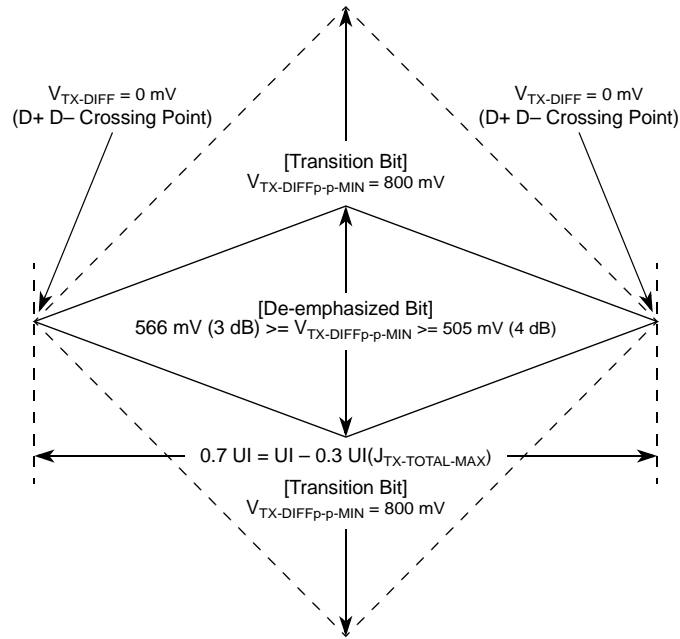 V_TX-DIFF = 0 mV
(D+ D– Crossing Point)
V_TX-DIFF = 0 mV
(D+ D– Crossing Point)
[Transition Bit]
V_TX-DIFFp-p-MIN = 800 mV
[De-emphasized Bit]
566 mV (3 dB) >= V_TX-DIFFp-p-MIN >= 505 mV (4 dB)
0.7 UI = UI – 0.3 UI(J_TX-TOTAL-MAX)
[Transition Bit]
V_TX-DIFFp-p-MIN = 800 mV